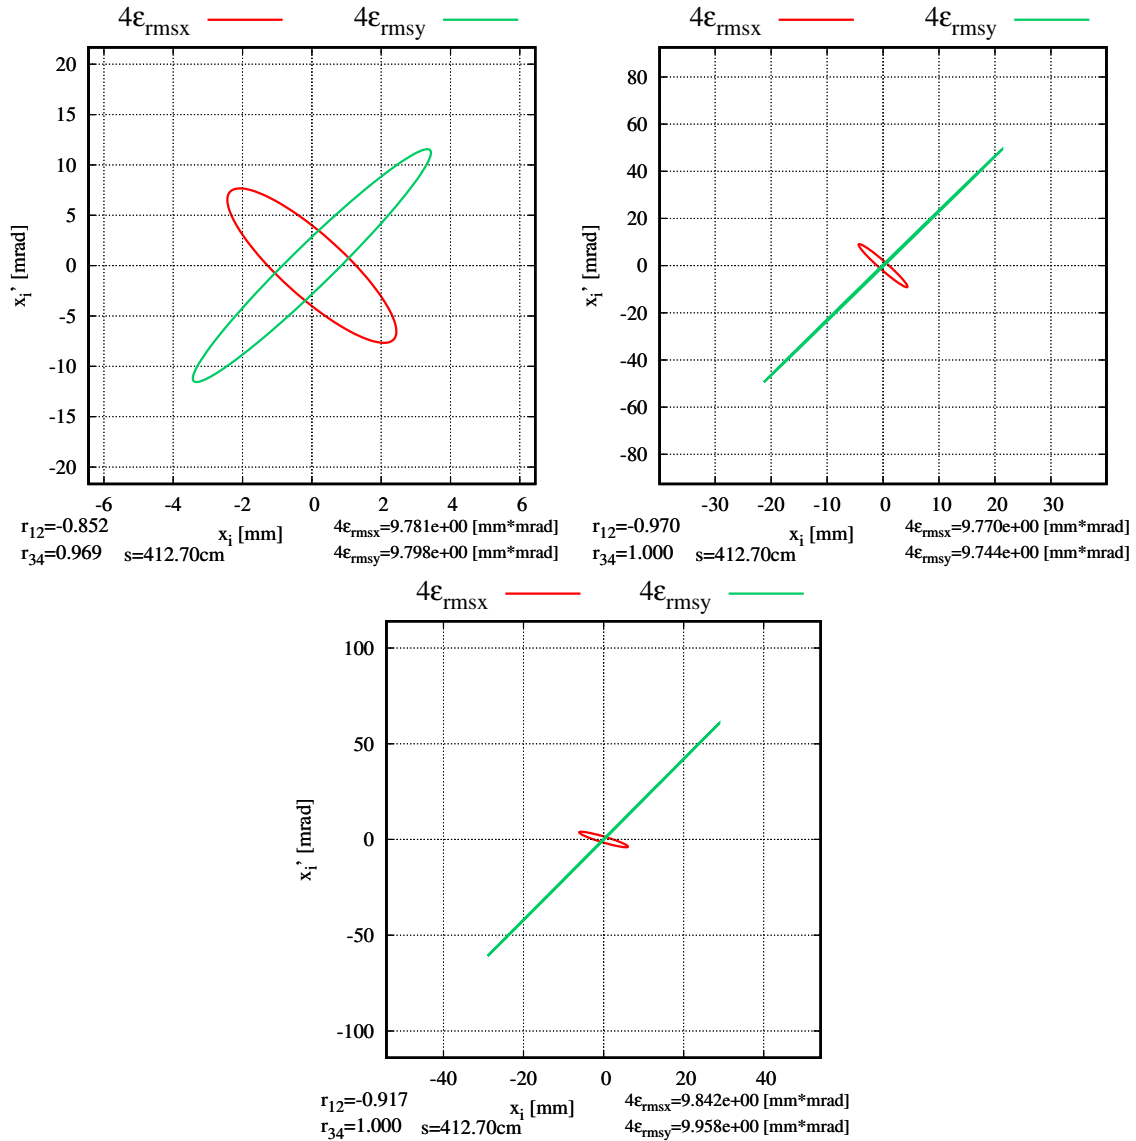 4ε_rmsx 4ε_rmsy
20
15
10
5
0
-5
-10
-15
-20
x_i' [mrad]
-6 -4 -2 0 2 4 6
x_i [mm]
r_12=-0.852
r_34=0.969 s=412.70cm
4ε_rmsx=9.781e+00 [mm*mrad]
4ε_rmsy=9.798e+00 [mm*mrad]
4ε_rmsx 4ε_rmsy
80
60
40
20
0
-20
-40
-60
-80
x_i' [mrad]
-30 -20 -10 0 10 20 30
x_i [mm]
r_12=-0.970
r_34=1.000 s=412.70cm
4ε_rmsx=9.770e+00 [mm*mrad]
4ε_rmsy=9.744e+00 [mm*mrad]
4ε_rmsx 4ε_rmsy
100
50
0
-50
-100
x_i' [mrad]
-40 -20 0 20 40
x_i [mm]
r_12=-0.917
r_34=1.000 s=412.70cm
4ε_rmsx=9.842e+00 [mm*mrad]
4ε_rmsy=9.958e+00 [mm*mrad]